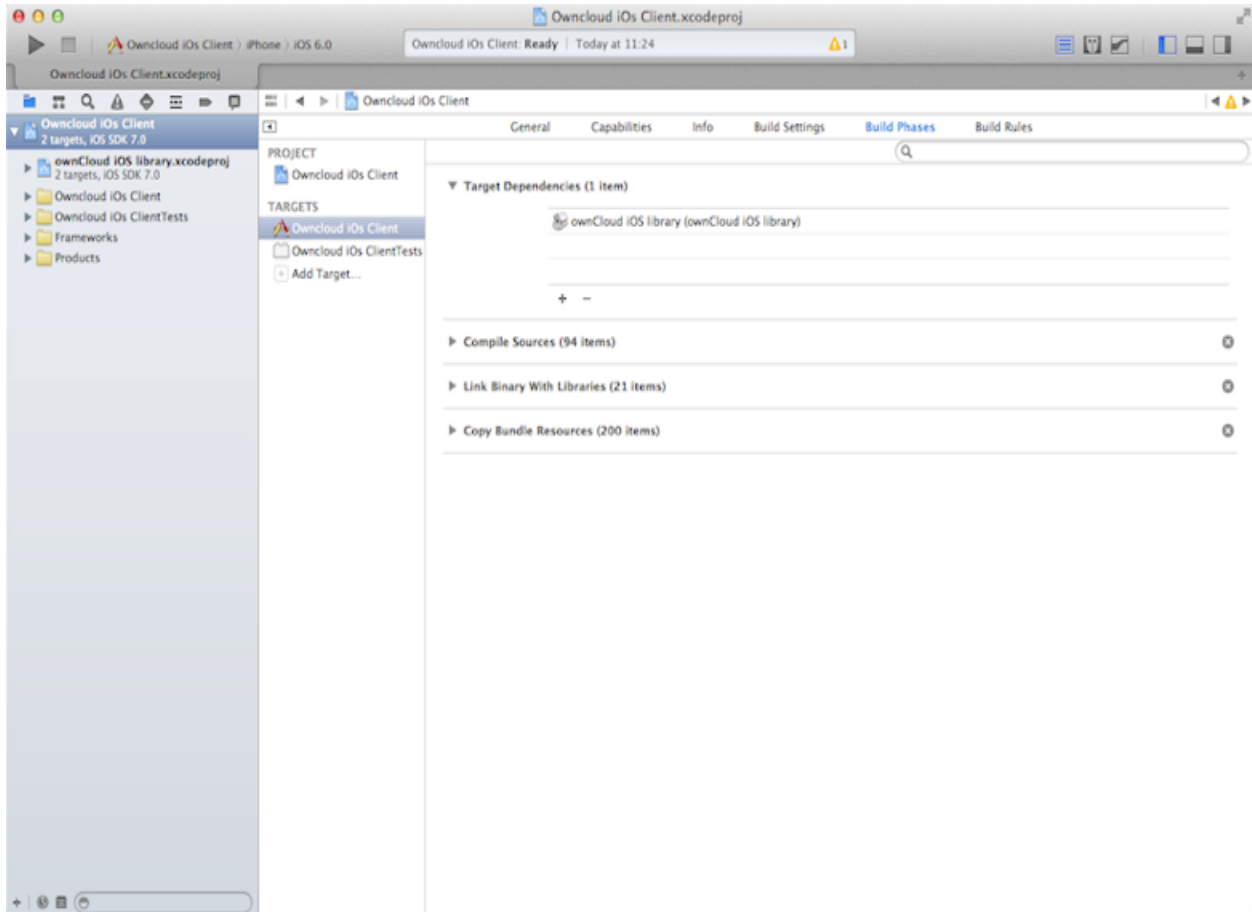 Owncloud iOs Client.xcodeproj
Owncloud iOs Client iPhone iOS 6.0
Owncloud iOs Client: Ready Today at 11:24 1
Owncloud iOs Client.xcodeproj
Owncloud iOs Client
2 targets, iOS SDK 7.0
ownCloud iOS library.xcodeproj
2 targets, iOS SDK 7.0
Owncloud iOs Client
Owncloud iOs ClientTests
Frameworks
Products
Owncloud iOs Client
General Capabilities Info Build Settings Build Phases Build Rules
PROJECT
Owncloud iOs Client
TARGETS
Owncloud iOs Client
Owncloud iOs ClientTests
Add Target...
Target Dependencies (1 item)
ownCloud iOS library (ownCloud iOS library)
Compile Sources (94 items)
Link Binary With Libraries (21 items)
Copy Bundle Resources (200 items)